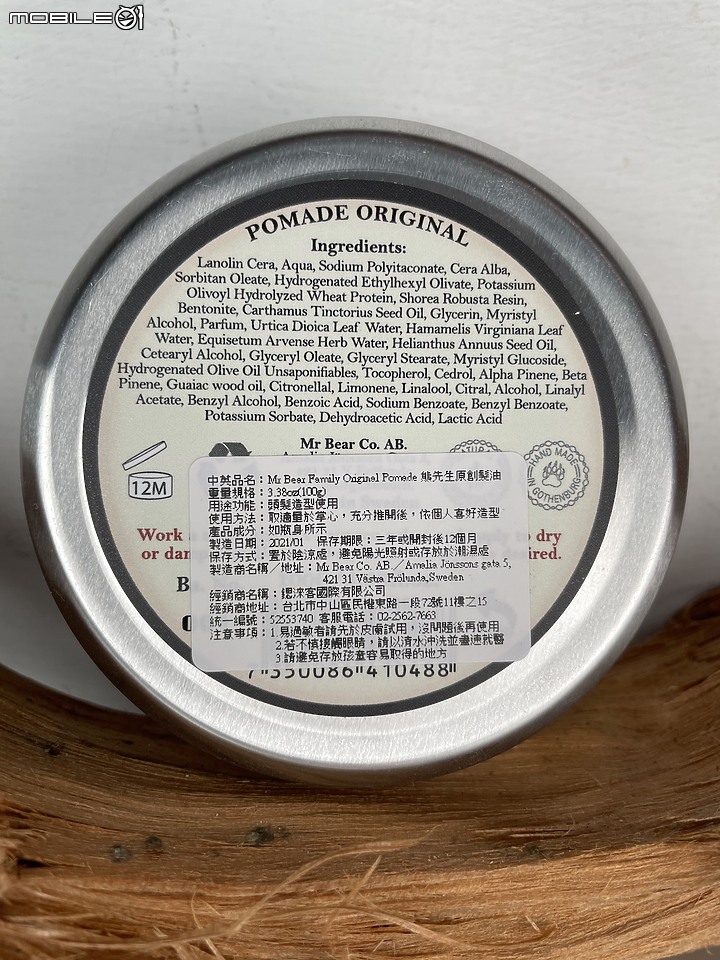 MOBILE01
POMADE ORIGINAL
Ingredients:
Lanolin Cera, Aqua, Sodium Polyitaconate, Cera Alba,
Sorbitan Oleate, Hydrogenated Ethylhexyl Olivate, Potassium
Olivoyl Hydrolyzed Wheat Protein, Shorea Robusta Resin,
Bentonite, Carthamus Tinctorius Seed Oil, Glycerin, Myristyl
Alcohol, Parfum, Urtica Dioica Leaf Water, Hamamelis Virginiana Leaf
Water, Equisetum Arvense Herb Water, Helianthus Annuus Seed Oil,
Cetearyl Alcohol, Glyceryl Oleate, Glyceryl Stearate, Myristyl Glucoside,
Hydrogenated Olive Oil Unsaponifiables, Tocopherol, Cedrol, Alpha Pinene, Beta
Pinene, Guaiac wood oil, Citronellal, Limonene, Linalool, Citral, Alcohol, Linalyl
Acetate, Benzyl Alcohol, Benzoic Acid, Sodium Benzoate, Benzyl Benzoate,
Potassium Sorbate, Dehydroacetic Acid, Lactic Acid
Mr Bear Co. AB.
12M
HAND MADE
IN GOTHENBURG
Work to dry
or
中英品名：Mr Bear Family Original Pomade 熊先生原創髮油
重量規格：3.38oz(100g)
用途功能：頭髮造型使用
使用方法：取適量於掌心，充分推開後，依個人喜好造型
產品成分：如瓶身所示
製造日期：2021/01 保存期限：三年或開封後12個月
保存方式：置於陰涼處，避免陽光照射或存放於潮濕處
製造商名稱／地址：Mr Bear Co. AB.／Amalia Jönssons gata 5,
421 31 Västra Frölunda,Sweden
經銷商名稱：鍶淶客國際有限公司
經銷商地址：台北市中山區民權東路一段72號11樓之15
統一編號：52553740 客服電話：02-2562-7663
注意事項：1.易過敏者請先於皮膚試用，沒問題後再使用
2.若不慎接觸眼睛，請以清水沖洗並盡速就醫
3.請避免存放孩童容易取得的地方
7"350086"410488"